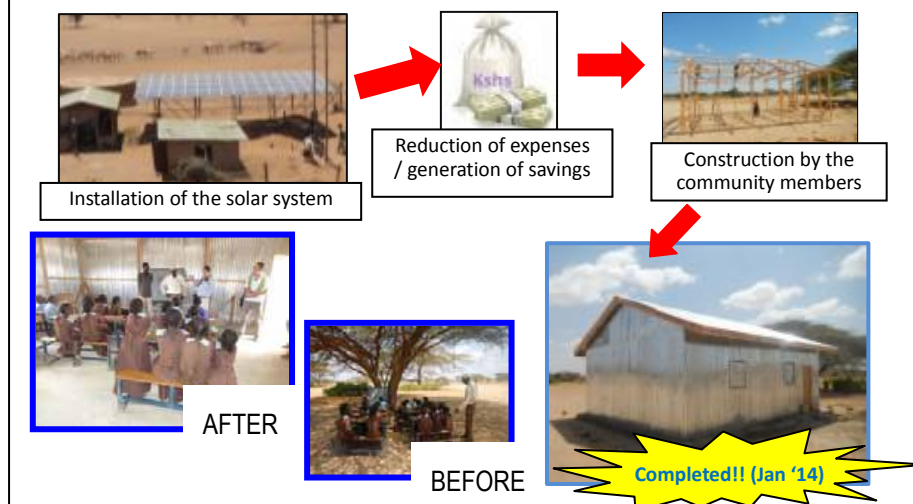 Kshs
Installation of the solar system
Reduction of expenses
/ generation of savings
Construction by the
community members
AFTER
BEFORE
Completed!! (Jan ‘14)